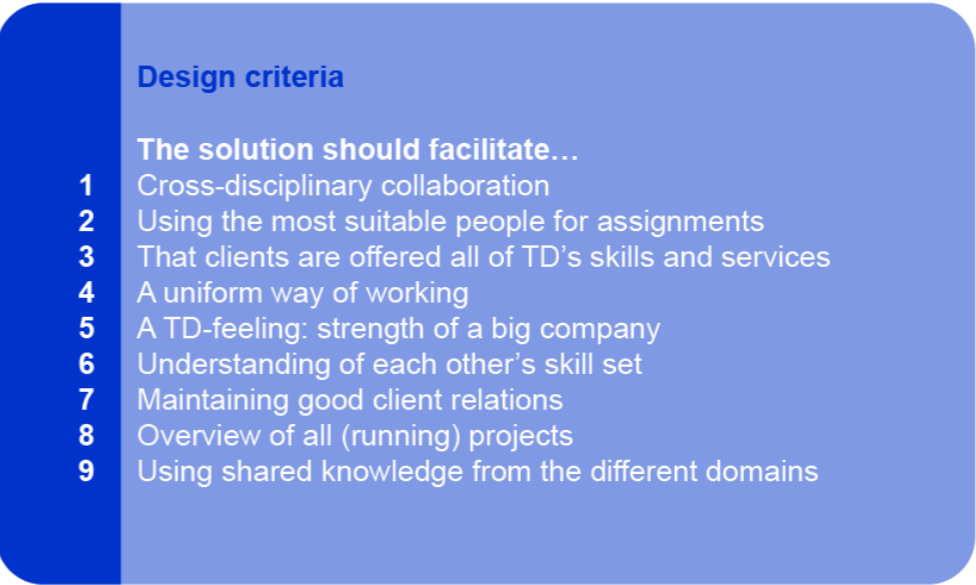 Design criteria
The solution should facilitate…
1 Cross-disciplinary collaboration
2 Using the most suitable people for assignments
3 That clients are offered all of TD’s skills and services
4 A uniform way of working
5 A TD-feeling: strength of a big company
6 Understanding of each other’s skill set
7 Maintaining good client relations
8 Overview of all (running) projects
9 Using shared knowledge from the different domains